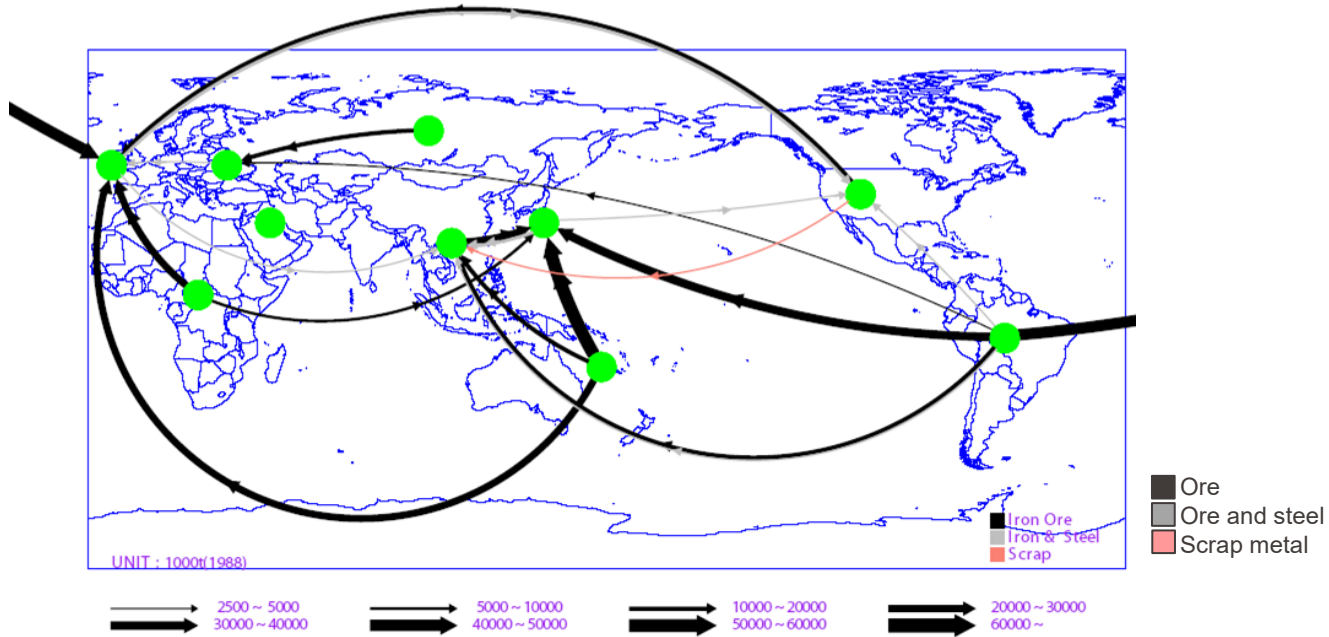 Iron Ore
Iron & Steel
Scrap
Ore
Ore and steel
Scrap metal
UNIT : 1000t(1988)
2500 ~ 5000
5000 ~ 10000
10000 ~ 20000
20000 ~ 30000
30000 ~ 40000
40000 ~ 50000
50000 ~ 60000
60000 ~